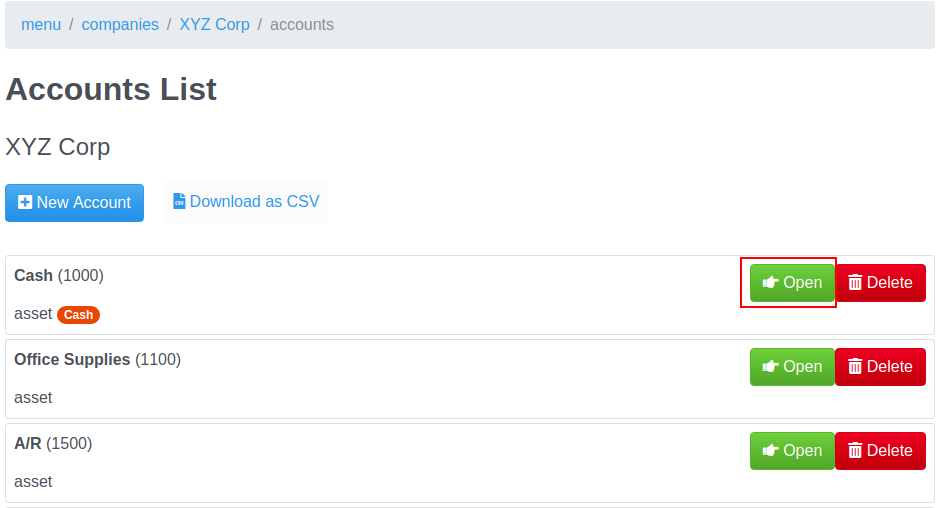 menu / companies / XYZ Corp / accounts
Accounts List
XYZ Corp
New Account Download as CSV
Cash (1000) Open Delete
asset Cash
Office Supplies (1100) Open Delete
asset
A/R (1500) Open Delete
asset